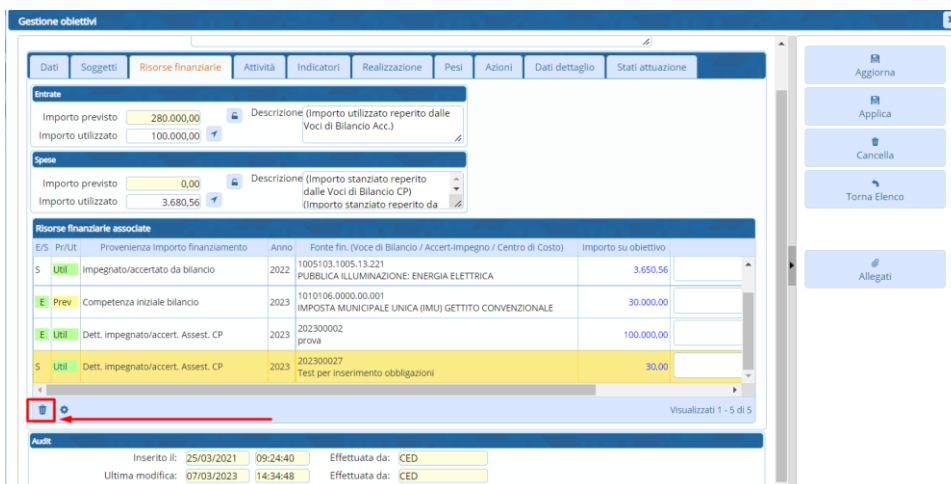 Gestione obiettivi
Dati Soggetti Risorse finanziarie Attività Indicatori Realizzazione Pesi Azioni Dati dettaglio Stati attuazione
Entrate
Importo previsto 280.000,00 Descrizione (Importo utilizzato reperito dalle
Voci di Bilancio Acc.)
Importo utilizzato 100.000,00
Spese
Importo previsto 0,00 Descrizione (Importo stanziato reperito
dalle Voci di Bilancio CP)
Importo utilizzato 3.680,56 (Importo stanziato reperito da
Risorse finanziarie associate
E/S Pr/Ut Provenienza Importo finanziamento Anno Fonte fin. (Voce di Bilancio / Accert-Impegno / Centro di Costo) Importo su obiettivo
S Util Impegnato/accertato da bilancio 2022 1005103.1005.13.221 3.650,56
PUBBLICA ILLUMINAZIONE: ENERGIA ELETTRICA
E Prev Competenza iniziale bilancio 2023 1010106.0000.00.001 30.000,00
IMPOSTA MUNICIPALE UNICA (IMU) GETTITO CONVENZIONALE
E Util Dett. impegnato/accert. Assest. CP 2023 202300002 100.000,00
prova
S Util Dett. impegnato/accert. Assest. CP 2023 202300027 30,00
Test per inserimento obbligazioni
Visualizzati 1 - 5 di 5
Audit
Inserito il: 25/03/2021 09:24:40 Effettuata da: CED
Ultima modifica: 07/03/2023 14:34:48 Effettuata da: CED
Aggiorna
Applica
Cancella
Torna Elenco
Allegati